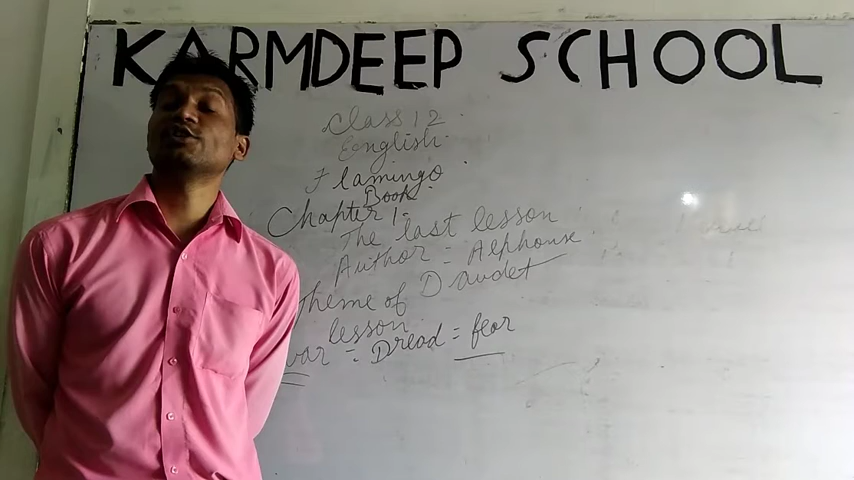 KARMDEEP SCHOOL
Class 12
English
Flamingo
Book
Chapter 1
The last lesson
Author = Alphonse
Daudet
Theme of
lesson
= Dread = fear